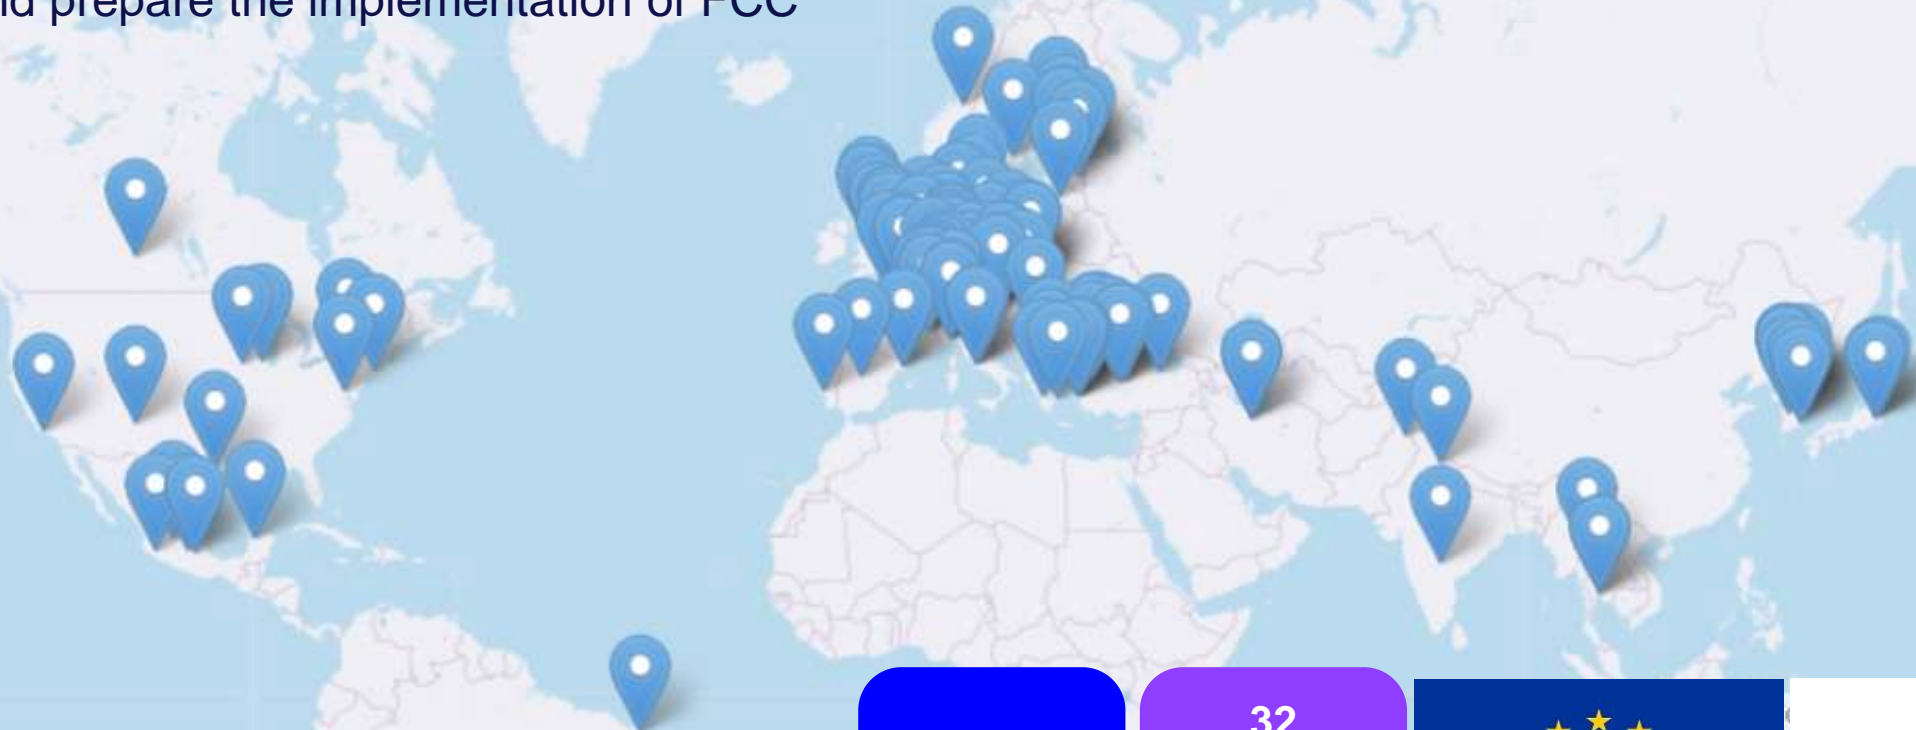 prepare the implementation of FCC
32